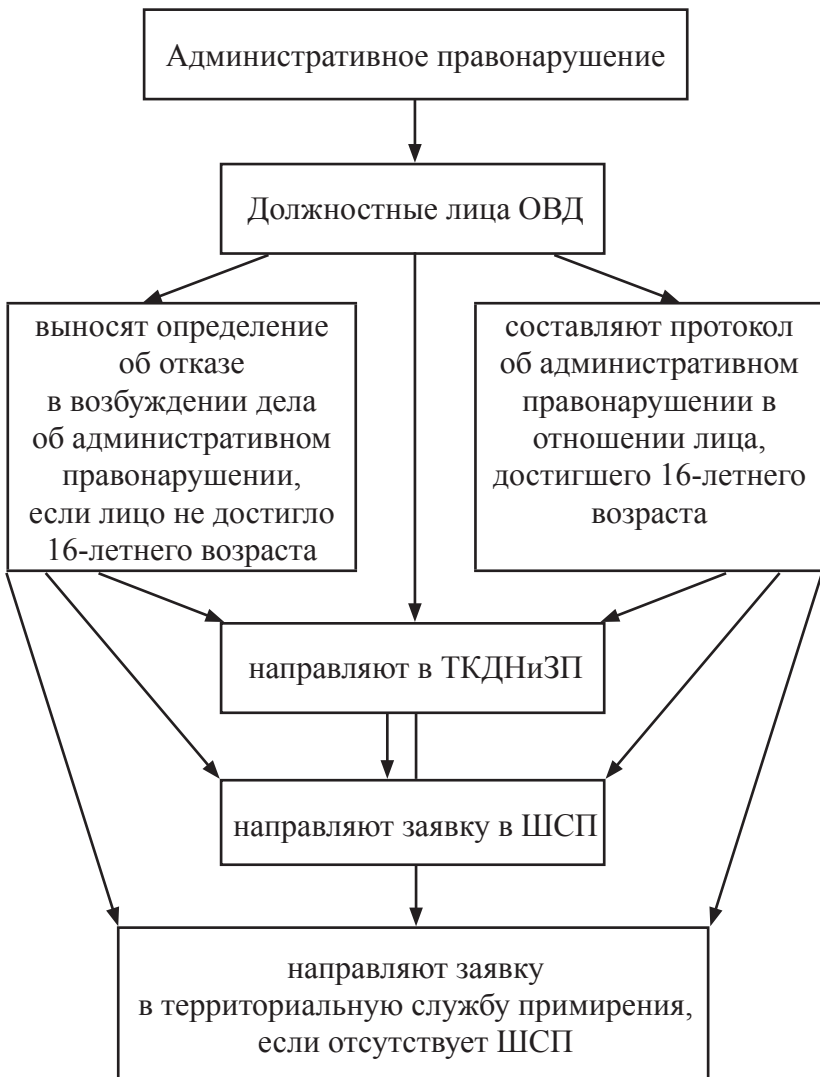 Административное правонарушение
Должностные лица ОВД
выносят определение
об отказе
в возбуждении дела
об административном
правонарушении,
если лицо не достигло
16-летнего возраста
составляют протокол
об административном
правонарушении в
отношении лица,
достигшего 16-летнего
возраста
направляют в ТКДНиЗП
направляют заявку в ШСП
направляют заявку
в территориальную службу примирения,
если отсутствует ШСП